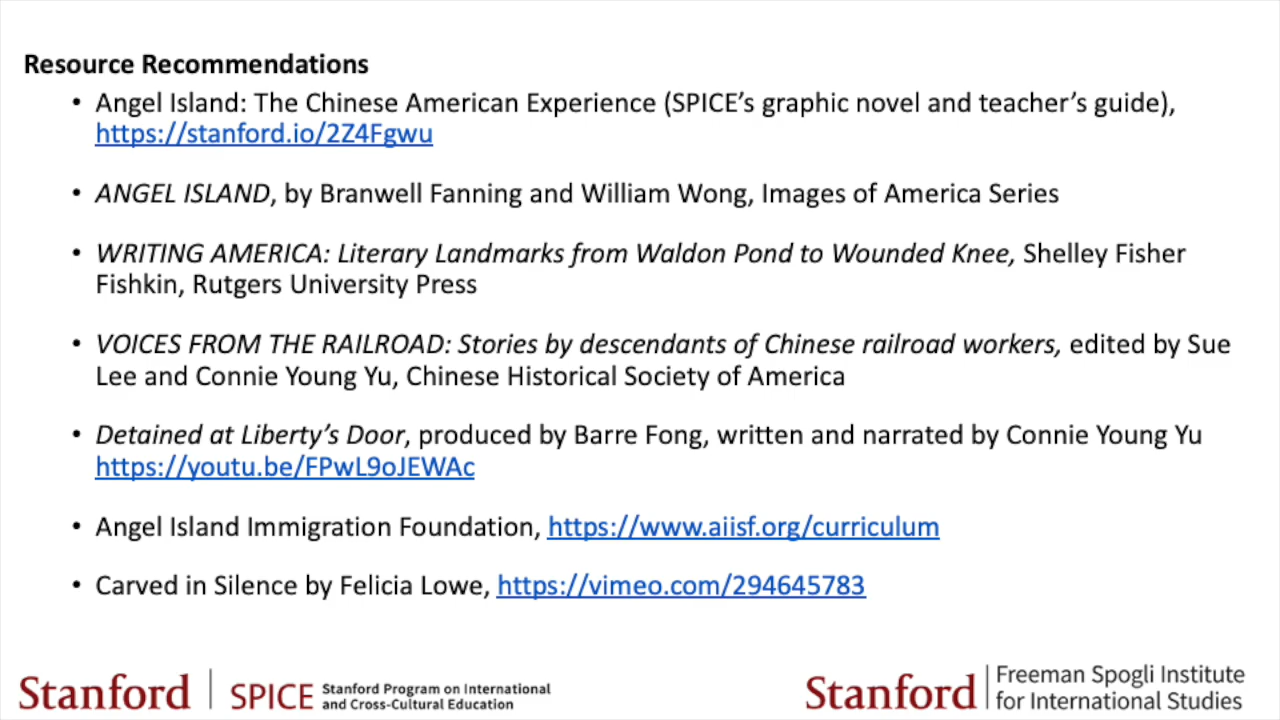 Resource Recommendations
• Angel Island: The Chinese American Experience (SPICE’s graphic novel and teacher’s guide),
https://stanford.io/2Z4Fgwu
• ANGEL ISLAND, by Branwell Fanning and William Wong, Images of America Series
• WRITING AMERICA: Literary Landmarks from Waldon Pond to Wounded Knee, Shelley Fisher
Fishkin, Rutgers University Press
• VOICES FROM THE RAILROAD: Stories by descendants of Chinese railroad workers, edited by Sue
Lee and Connie Young Yu, Chinese Historical Society of America
• Detained at Liberty’s Door, produced by Barre Fong, written and narrated by Connie Young Yu
https://youtu.be/FPwL9oJEWAc
• Angel Island Immigration Foundation, https://www.aiisf.org/curriculum
• Carved in Silence by Felicia Lowe, https://vimeo.com/294645783
Stanford | SPICE Stanford Program on International
and Cross-Cultural Education
Stanford | Freeman Spogli Institute
for International Studies